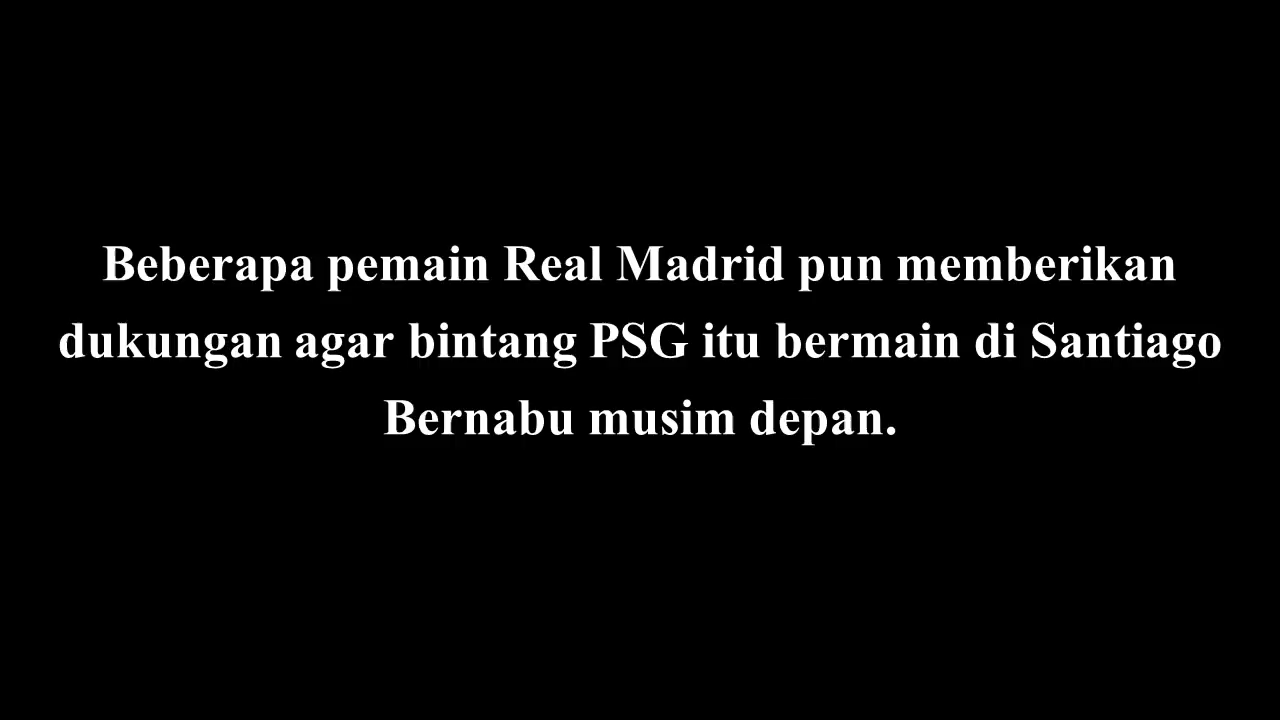 Beberapa pemain Real Madrid pun memberikan
dukungan agar bintang PSG itu bermain di Santiago
Bernabu musim depan.